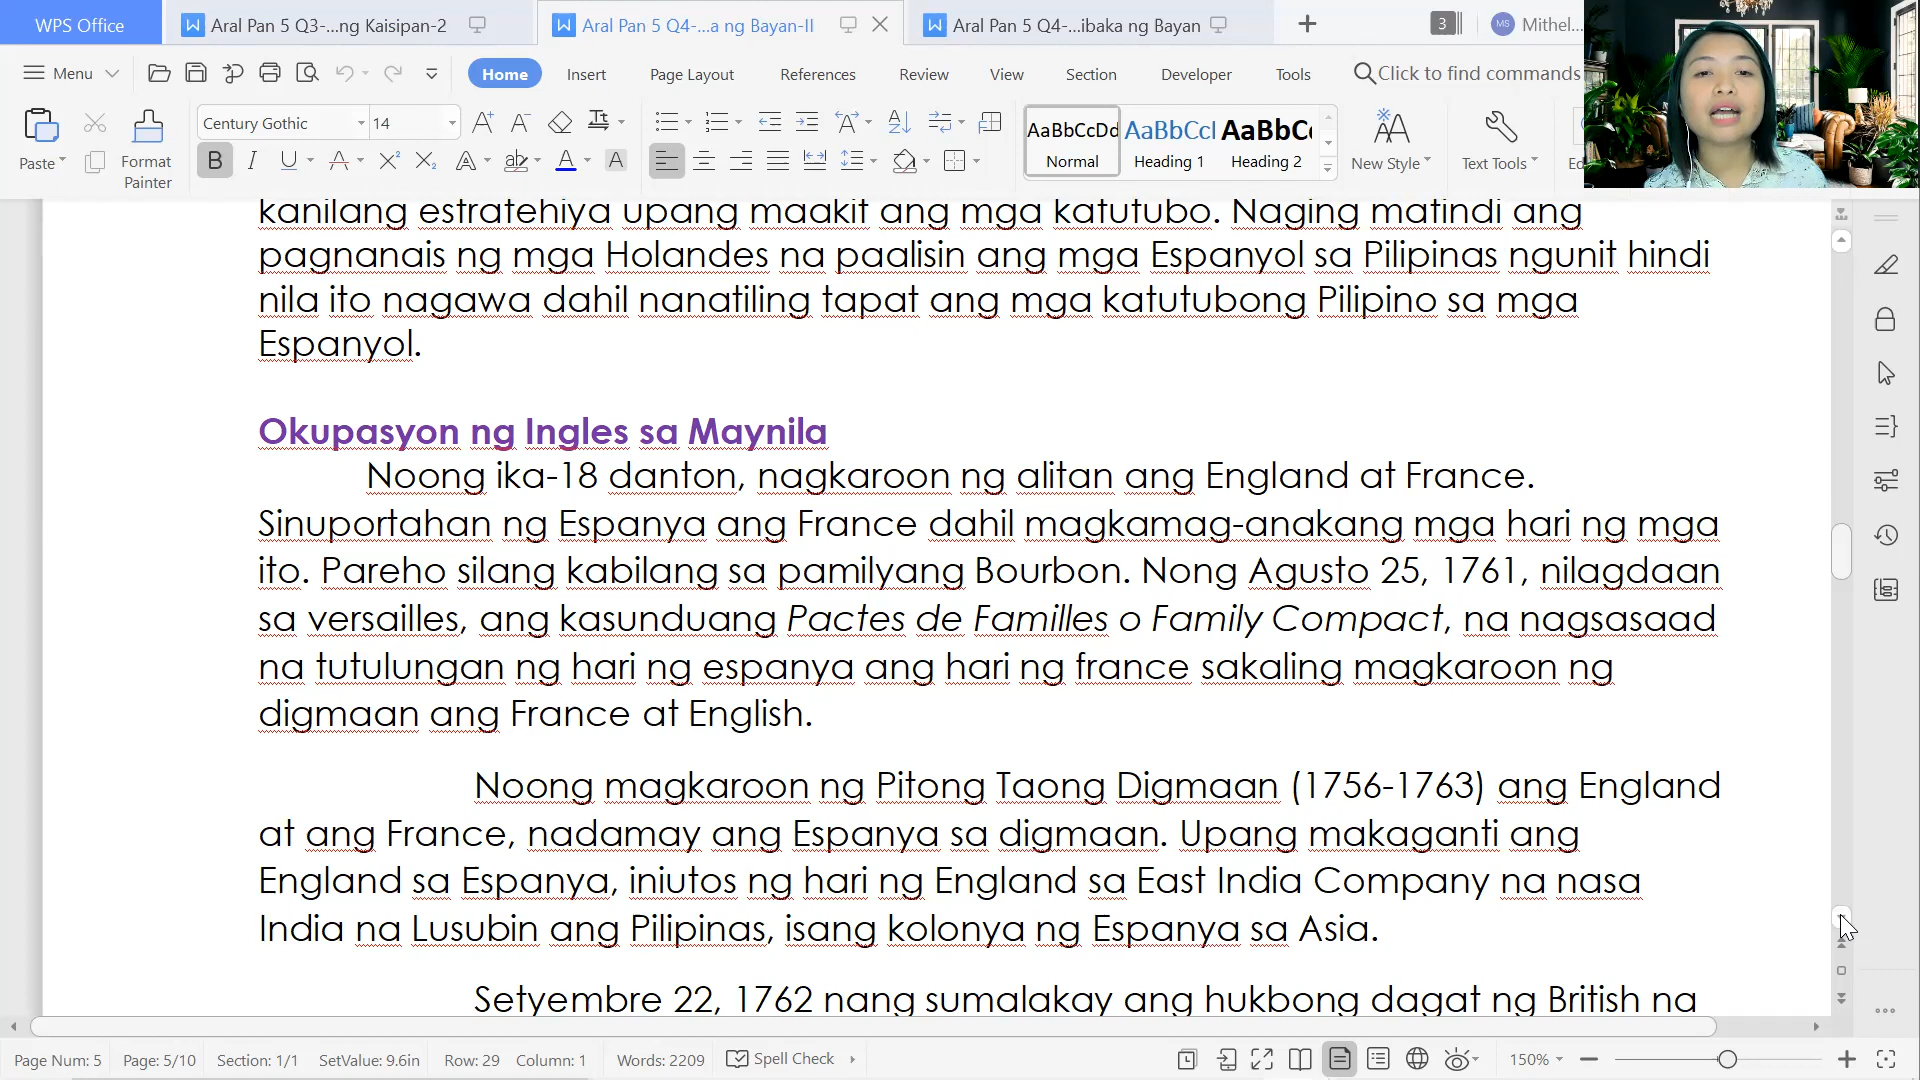 WPS Office
Aral Pan 5 Q3-...ng Kaisipan-2
Aral Pan 5 Q4-...a ng Bayan-II
Aral Pan 5 Q4-...ibaka ng Bayan
3
MS
Mithel...
Menu
Home
Insert
Page Layout
References
Review
View
Section
Developer
Tools
Click to find commands
Paste
Format
Painter
Century Gothic
14
AaBbCcDd
AaBbCcI
AaBbC
Normal
Heading 1
Heading 2
New Style
Text Tools
kanilang estratehiya upang maakit ang mga katutubo. Naging matindi ang
pagnanais ng mga Holandes na paalisin ang mga Espanyol sa Pilipinas ngunit hindi
nila ito nagawa dahil nanatiling tapat ang mga katutubong Pilipino sa mga
Espanyol.
Okupasyon ng Ingles sa Maynila
Noong ika-18 danton, nagkaroon ng alitan ang England at France.
Sinuportahan ng Espanya ang France dahil magkamag-anakang mga hari ng mga
ito. Pareho silang kabilang sa pamilyang Bourbon. Nong Agusto 25, 1761, nilagdaan
sa versailles, ang kasunduang Pactes de Familles o Family Compact, na nagsasaad
na tutulungan ng hari ng espanya ang hari ng france sakaling magkaroon ng
digmaan ang France at English.
Noong magkaroon ng Pitong Taong Digmaan (1756-1763) ang England
at ang France, nadamay ang Espanya sa digmaan. Upang makaganti ang
England sa Espanya, iniutos ng hari ng England sa East India Company na nasa
India na Lusubin ang Pilipinas, isang kolonya ng Espanya sa Asia.
Setyembre 22, 1762 nang sumalakay ang hukbong dagat ng British na
Page Num: 5
Page: 5/10
Section: 1/1
SetValue: 9.6in
Row: 29
Column: 1
Words: 2209
Spell Check
150%